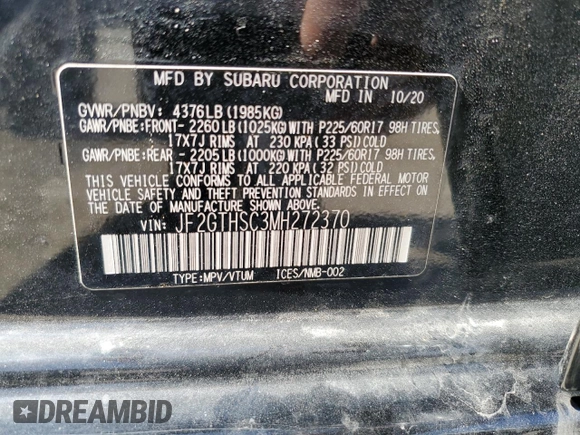 MFD BY SUBARU CORPORATION
MFD IN 10/20
GVWR/PNBV: 4376LB(1985KG)
GAWR/PNBE:FRONT- 2260LB(1025KG)WITH P225/60R17 98H TIRES,
17X7J RIMS AT 230 KPA(33 PSI)COLD
GAWR/PNBE:REAR - 2205LB(1000KG)WITH P225/60R17 98H TIRES,
17X7J RIMS AT 220 KPA(32 PSI)COLD
THIS VEHICLE CONFORMS TO ALL APPLICABLE FEDERAL MOTOR
VEHICLE SAFETY AND THEFT PREVENTION STANDARDS IN EFFECT ON THE
DATE OF MANUFACTURE SHOWN ABOVE.
VIN: JF2GTHSC3MH272370
TYPE:MPV/VTUM ICES/NMB-002
DREAMBID